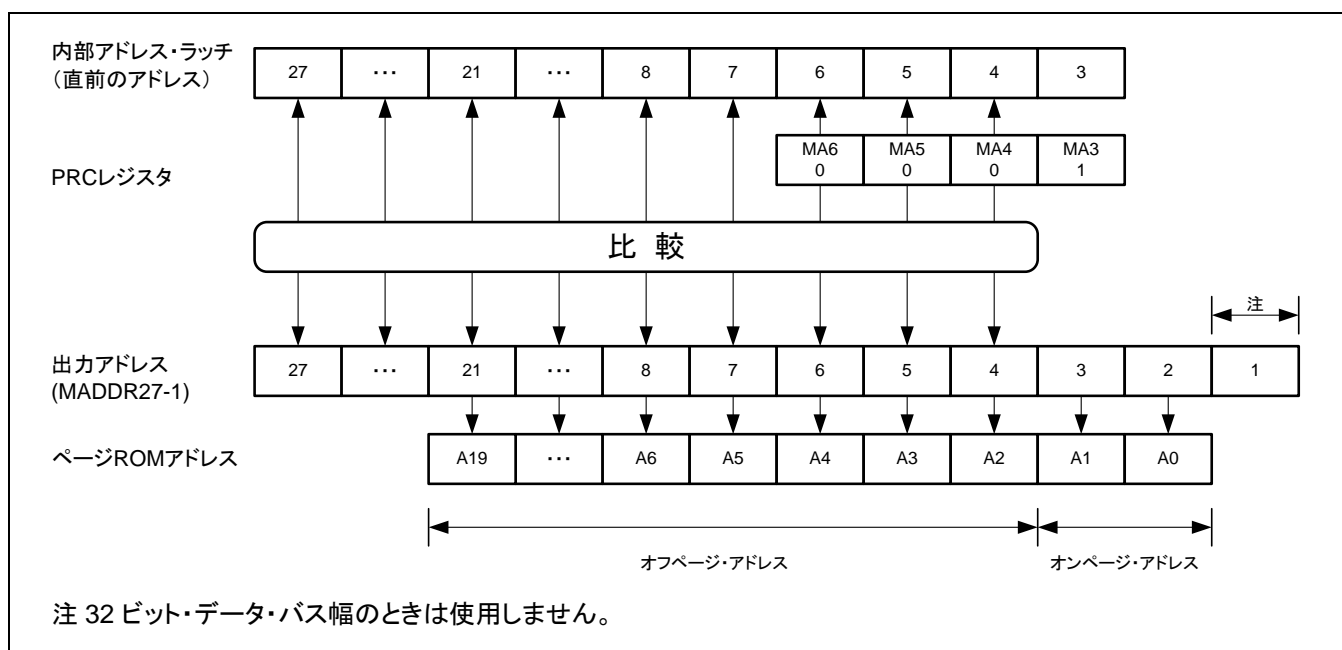 内部アドレス・ラッチ
(直前のアドレス)
27 ・・・ 21 ・・・ 8 7 6 5 4 3
PRCレジスタ
MA6 MA5 MA4 MA3
0 0 0 1
比 較
注
出力アドレス
(MADDR27-1)
27 ・・・ 21 ・・・ 8 7 6 5 4 3 2 1
ページROMアドレス
A19 ・・・ A6 A5 A4 A3 A2 A1 A0
オフページ・アドレス オンページ・アドレス
注 32 ビット・データ・バス幅のときは使用しません。